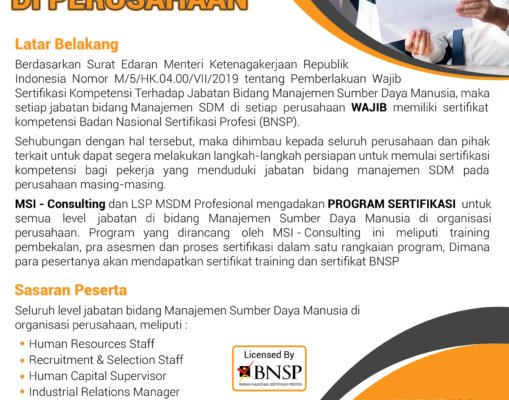 DI PERUSAHAAN
Latar Belakang
Berdasarkan Surat Edaran Menteri Ketenagakerjaan Republik
Indonesia Nomor M/5/HK.04.00/VII/2019 tentang Pemberlakuan Wajib
Sertifikasi Kompetensi Terhadap Jabatan Bidang Manajemen Sumber Daya Manusia, maka
setiap jabatan bidang Manajemen SDM di setiap perusahaan WAJIB memiliki sertifikat
kompetensi Badan Nasional Sertifikasi Profesi (BNSP).
Sehubungan dengan hal tersebut, maka dihimbau kepada seluruh perusahaan dan pihak
terkait untuk dapat segera melakukan langkah-langkah persiapan untuk memulai sertifikasi
kompetensi bagi pekerja yang menduduki jabatan bidang manajemen SDM pada
perusahaan masing-masing.
MSI - Consulting dan LSP MSDM Profesional mengadakan PROGRAM SERTIFIKASI untuk
semua level jabatan di bidang Manajemen Sumber Daya Manusia di organisasi
perusahaan. Program yang dirancang oleh MSI - Consulting ini meliputi training
pembekalan, pra asesmen dan proses sertifikasi dalam satu rangkaian program, Dimana
para pesertanya akan mendapatkan sertifikat training dan sertifikat BNSP
Sasaran Peserta
Seluruh level jabatan bidang Manajemen Sumber Daya Manusia di
organisasi perusahaan, meliputi :
• Human Resources Staff
• Recruitment & Selection Staff
• Human Capital Supervisor
• Industrial Relations Manager
Licensed By
BNSP
BADAN NASIONAL SERTIFIKASI PROFESI